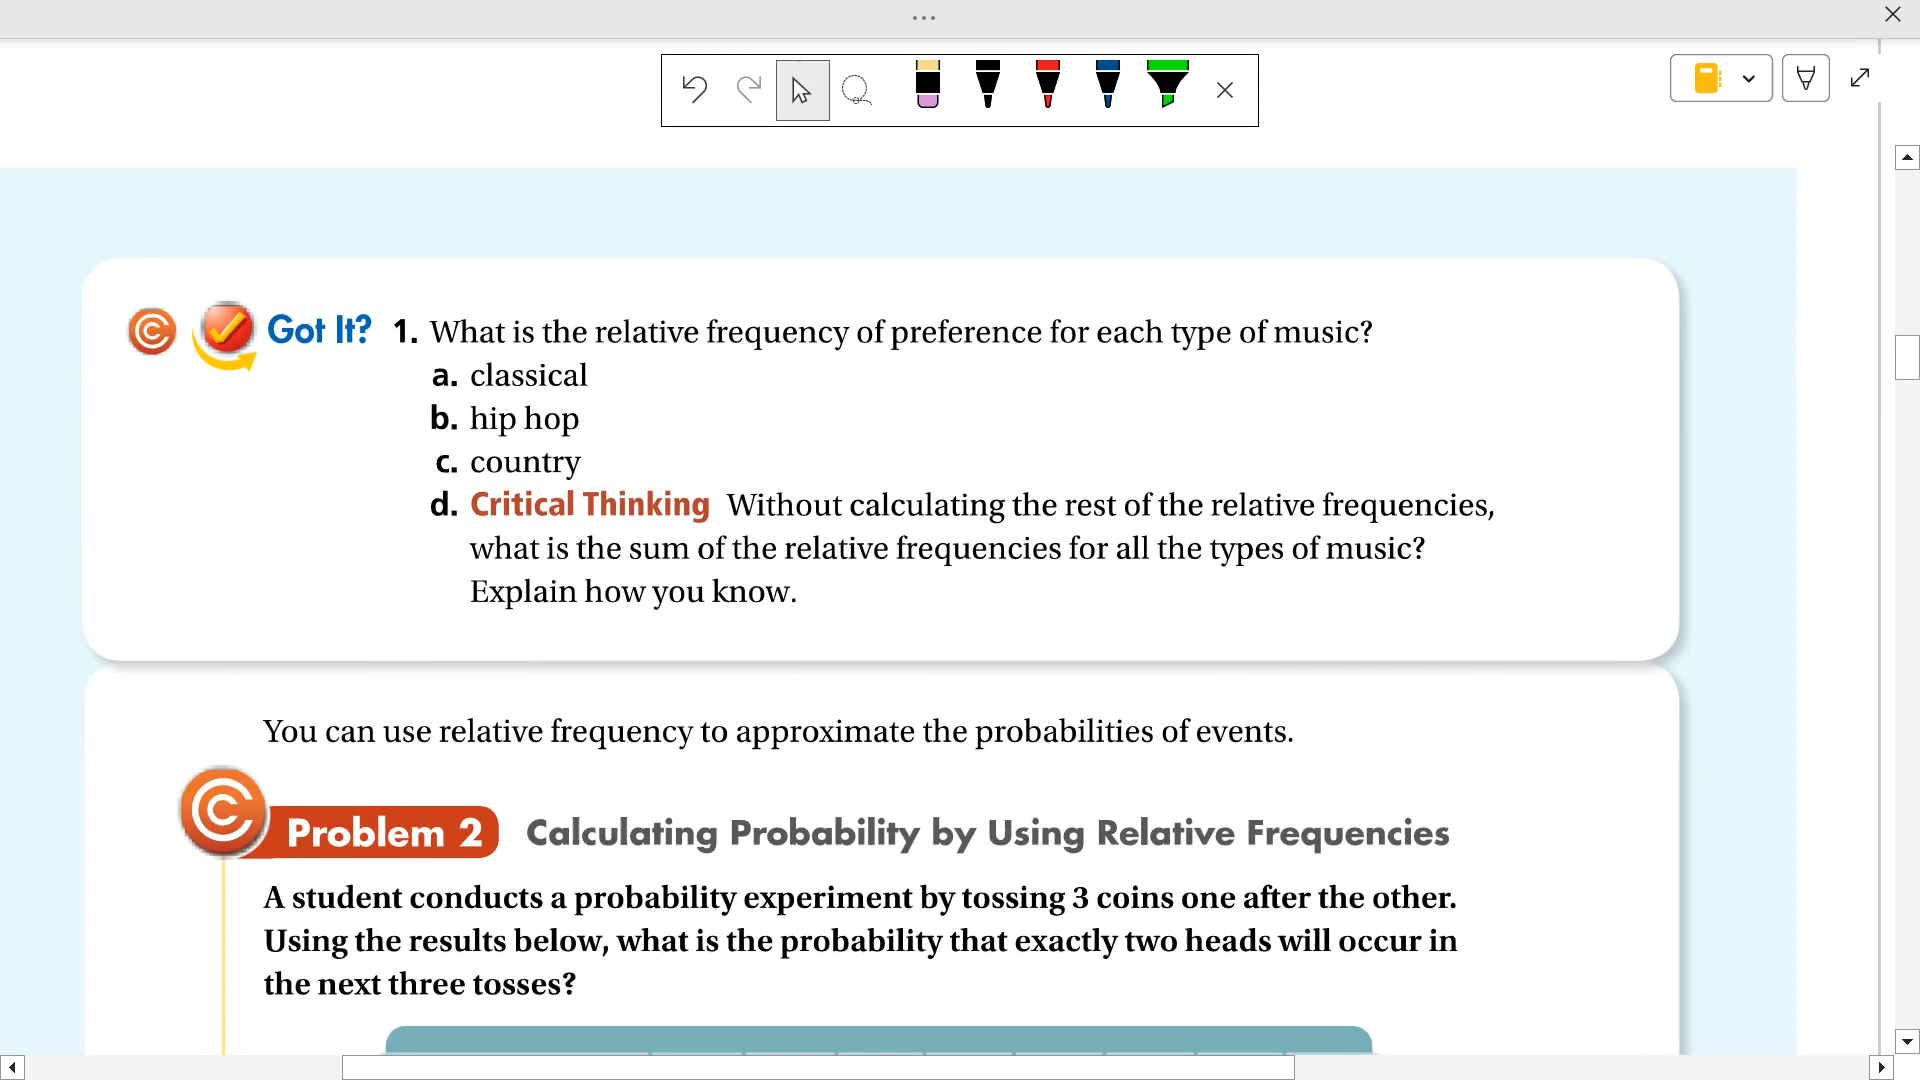 Got It? 1. What is the relative frequency of preference for each type of music?
a. classical
b. hip hop
c. country
d. Critical Thinking Without calculating the rest of the relative frequencies,
what is the sum of the relative frequencies for all the types of music?
Explain how you know.
You can use relative frequency to approximate the probabilities of events.
Problem 2 Calculating Probability by Using Relative Frequencies
A student conducts a probability experiment by tossing 3 coins one after the other.
Using the results below, what is the probability that exactly two heads will occur in
the next three tosses?